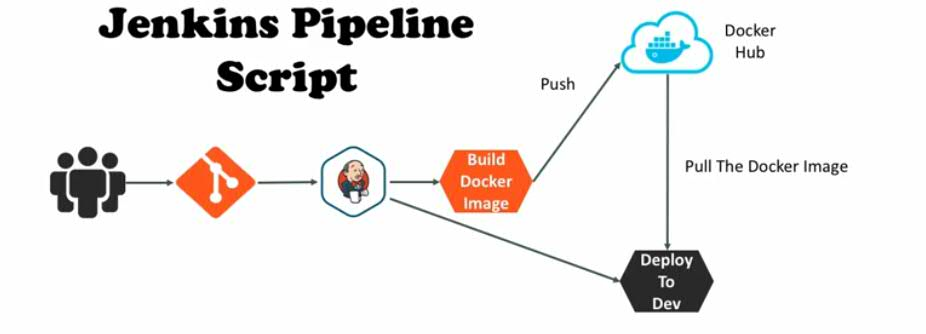 Jenkins Pipeline
Script
Docker
Hub
Push
Build
Docker
Image
Pull The Docker Image
Deploy
To
Dev